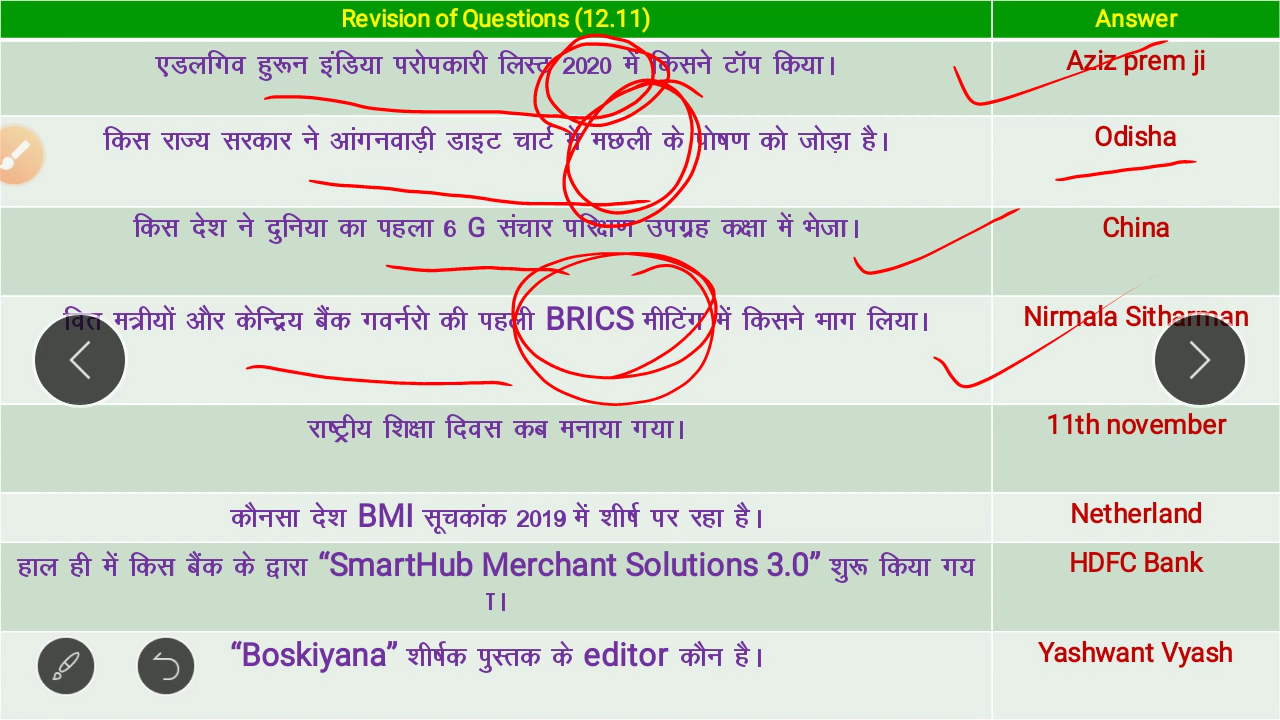 Revision of Questions (12.11)
Answer
एडलगिव हुरून इंडिया परोपकारी लिस्ट 2020 में किसने टॉप किया।
Aziz prem ji
किस राज्य सरकार ने आंगनवाड़ी डाइट चार्ट में मछली के पोषण को जोड़ा है।
Odisha
किस देश ने दुनिया का पहला 6 G संचार परिक्षण उपग्रह कक्षा में भेजा।
China
वित मत्रीयों और केन्द्रिय बैंक गवर्नरो की पहली BRICS मीटिंग में किसने भाग लिया।
Nirmala Sitharman
राष्ट्रीय शिक्षा दिवस कब मनाया गया।
11th november
कौनसा देश BMI सूचकांक 2019 में शीर्ष पर रहा है।
Netherland
हाल ही में किस बैंक के द्वारा “SmartHub Merchant Solutions 3.0” शुरू किया गय
ा।
HDFC Bank
“Boskiyana” शीर्षक पुस्तक के editor कौन है।
Yashwant Vyash